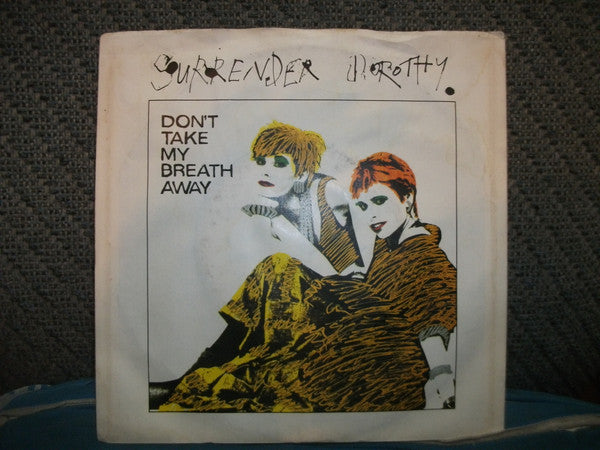 SURRENDER DOROTHY.
DON'T
TAKE
MY
BREATH
AWAY